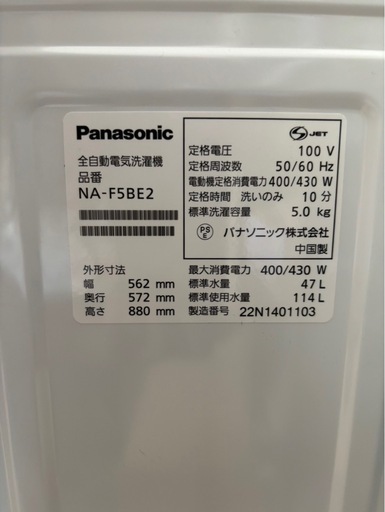 Panasonic
全自動電気洗濯機
品番
NA-F5BE2
外形寸法
幅 562 mm
奥行 572 mm
高さ 880 mm
S JET
定格電圧 100 V
定格周波数 50/60 Hz
電動機定格消費電力 400/430 W
定格時間 洗いのみ 10 分
標準洗濯容量 5.0 kg
PS E パナソニック株式会社
中国製
最大消費電力 400/430 W
標準水量 47 L
標準使用水量 114 L
製造番号 22N1401103